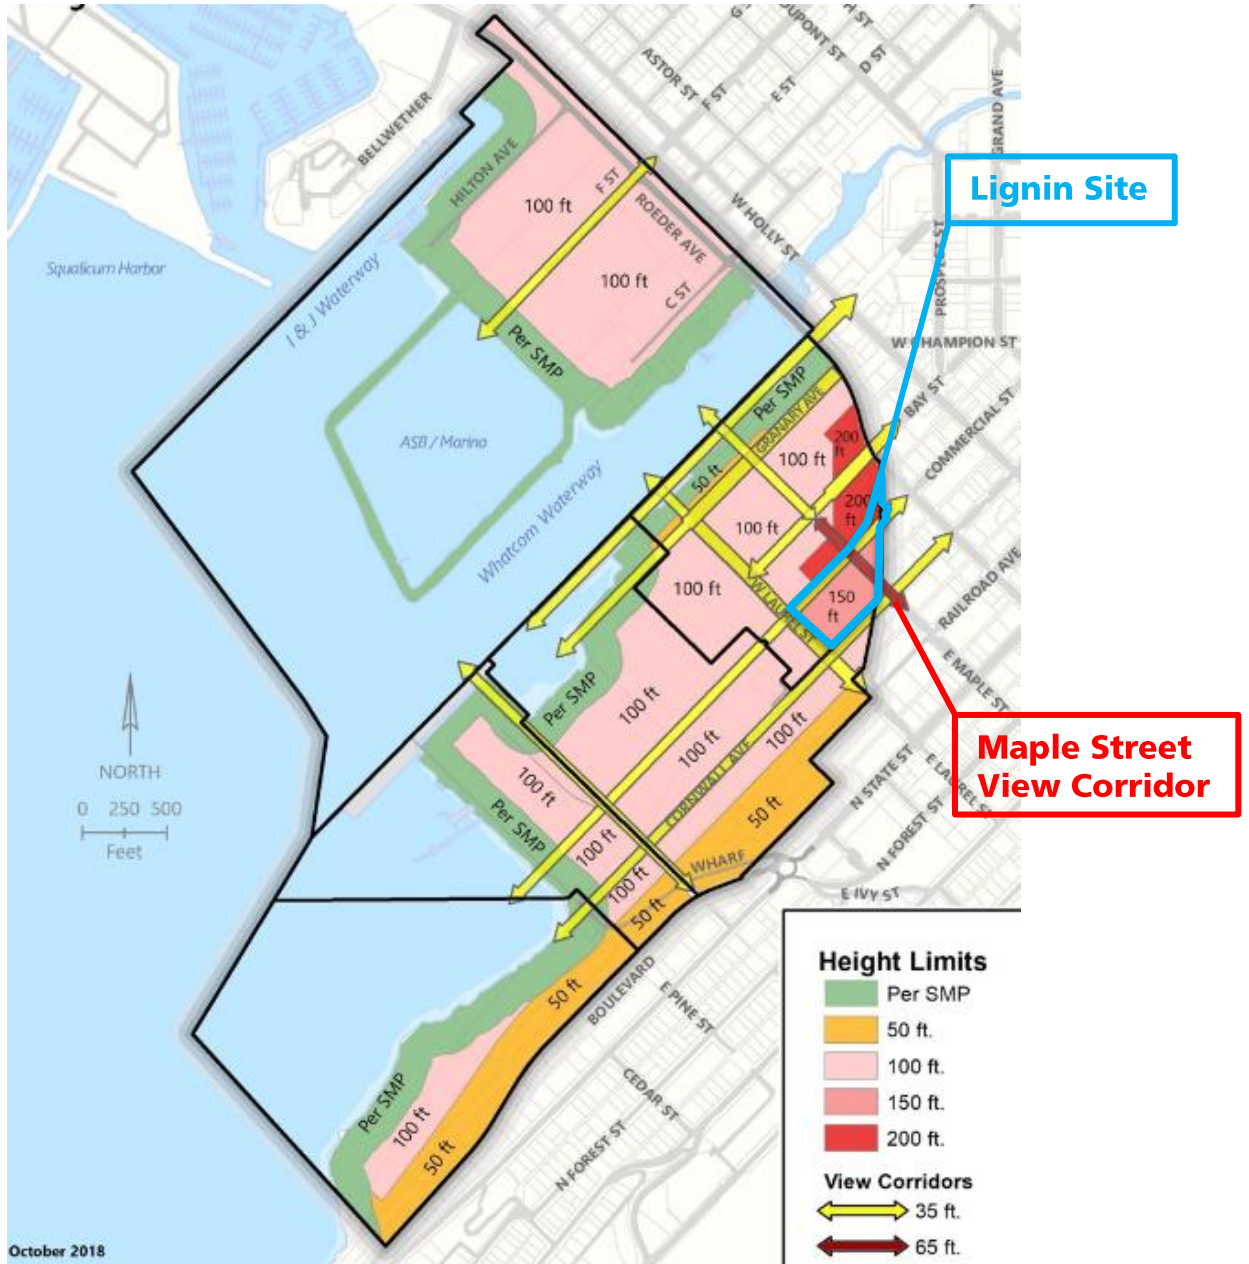 ASTOR ST
F ST
E ST
DUPONT ST
H ST
D ST
GRAND AVE
BELLWETHER
HILTON AVE
F ST
ROEDER AVE
C ST
W HOLLY ST
PROSPECT ST
Lignin Site
100 ft
100 ft
Squalicum Harbor
I & J Waterway
Per SMP
ASB / Marina
Whatcom Waterway
W CHAMPION ST
BAY ST
COMMERCIAL ST
Per SMP
GRANARY AVE
50 ft
100 ft
200
ft
200
ft
100 ft
100 ft
W LAUREL ST
150
ft
RAILROAD AVE
E MAPLE ST
Maple Street
View Corridor
Per SMP
100 ft
100 ft
100 ft
CORNWALL AVE
100 ft
Per SMP
100 ft
100 ft
50 ft
50 ft
WHARF
N STATE ST
E LAUREL ST
N FOREST ST
E IVY ST
NORTH
0 250 500
Feet
BOULEVARD
E PINE ST
CEDAR ST
N FOREST ST
50 ft
Per SMP
100 ft
50 ft
Height Limits
Per SMP
50 ft.
100 ft.
150 ft.
200 ft.
View Corridors
35 ft.
65 ft.
October 2018